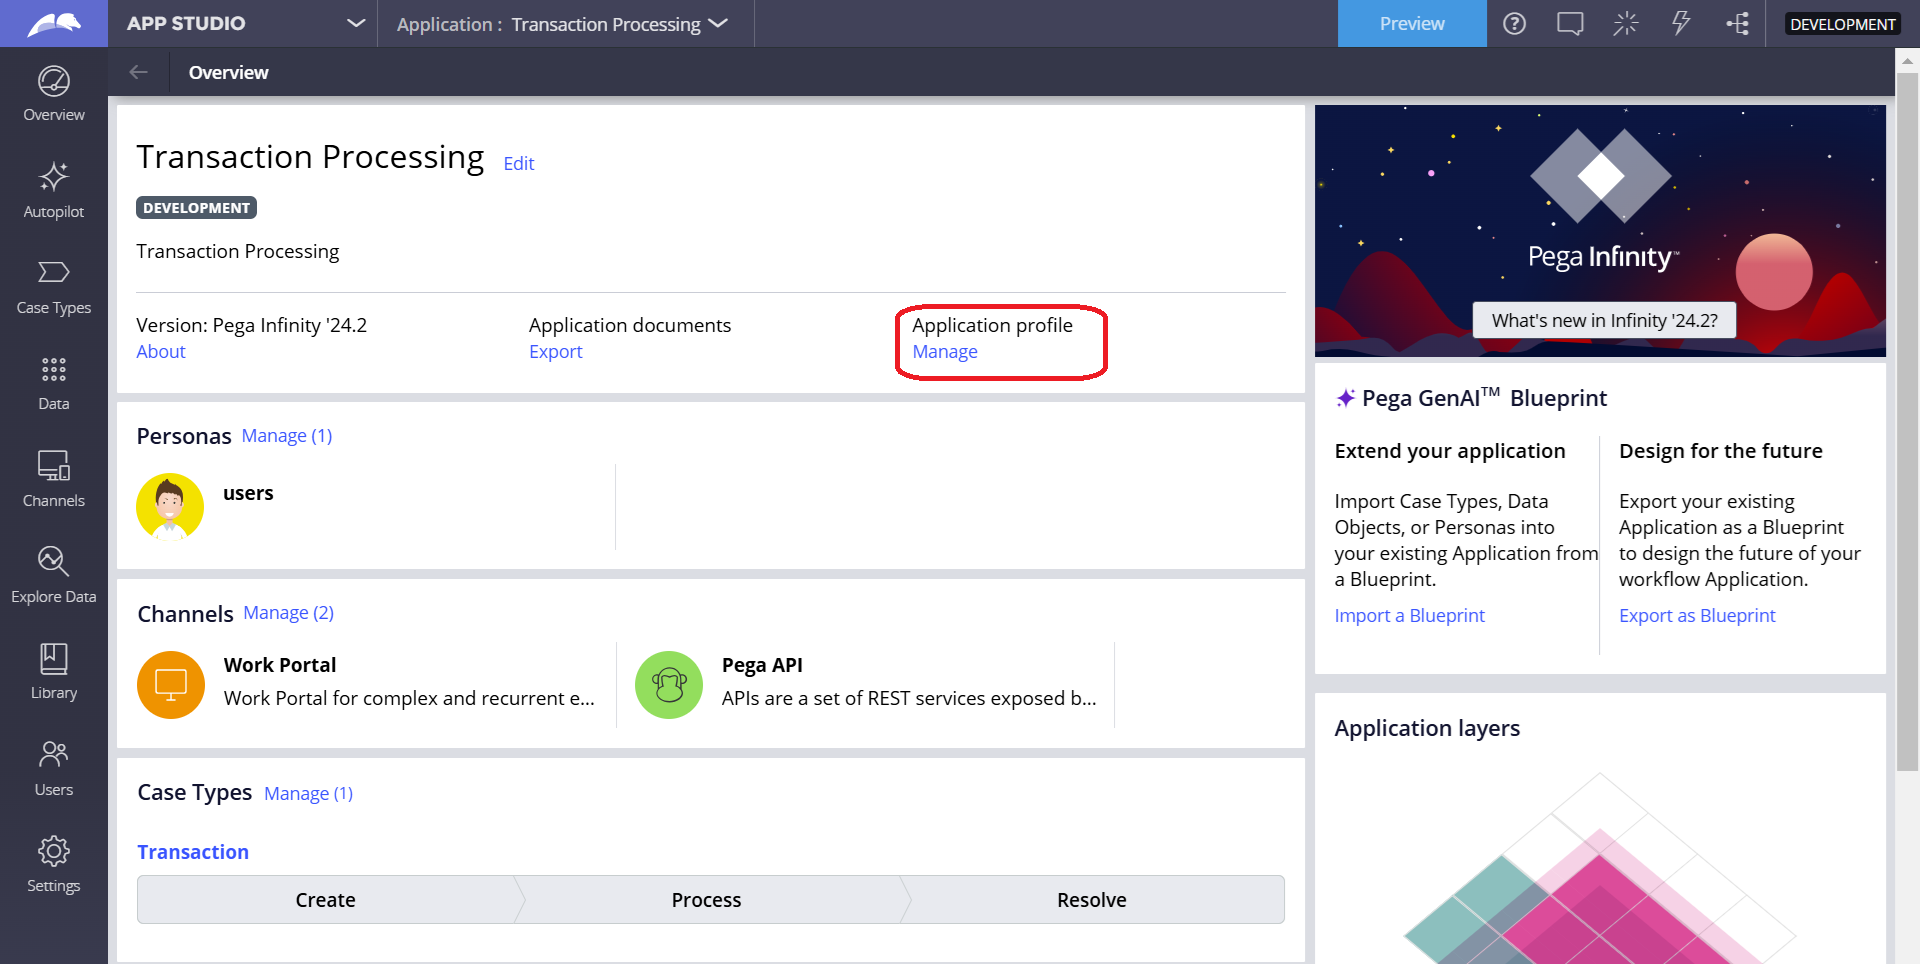 APP STUDIO
Application : Transaction Processing
Preview
DEVELOPMENT
Overview
Overview
Autopilot
Case Types
Data
Channels
Explore Data
Library
Users
Settings
Transaction Processing Edit
DEVELOPMENT
Transaction Processing
Version: Pega Infinity '24.2
About
Application documents
Export
Application profile
Manage
Personas Manage (1)
users
Channels Manage (2)
Work Portal
Work Portal for complex and recurrent e...
Pega API
APIs are a set of REST services exposed b...
Case Types Manage (1)
Transaction
Create
Process
Resolve
Pega Infinity™
What's new in Infinity '24.2?
Pega GenAI™ Blueprint
Extend your application
Import Case Types, Data
Objects, or Personas into
your existing Application from
a Blueprint.
Import a Blueprint
Design for the future
Export your existing
Application as a Blueprint
to design the future of your
workflow Application.
Export as Blueprint
Application layers